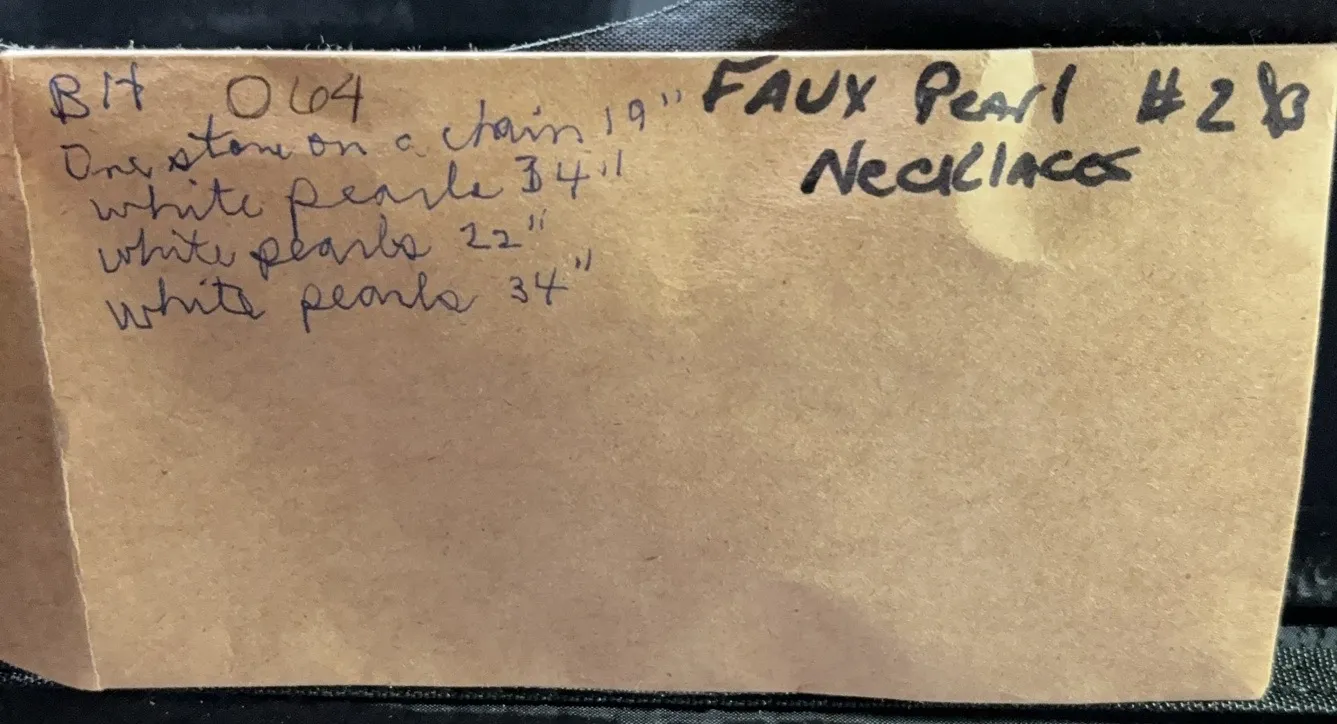 BH 064
One stone on a chain 19"
white pearls 34"
white pearls 22"
white pearls 34"
FAUX Pearl #2
Necklaces